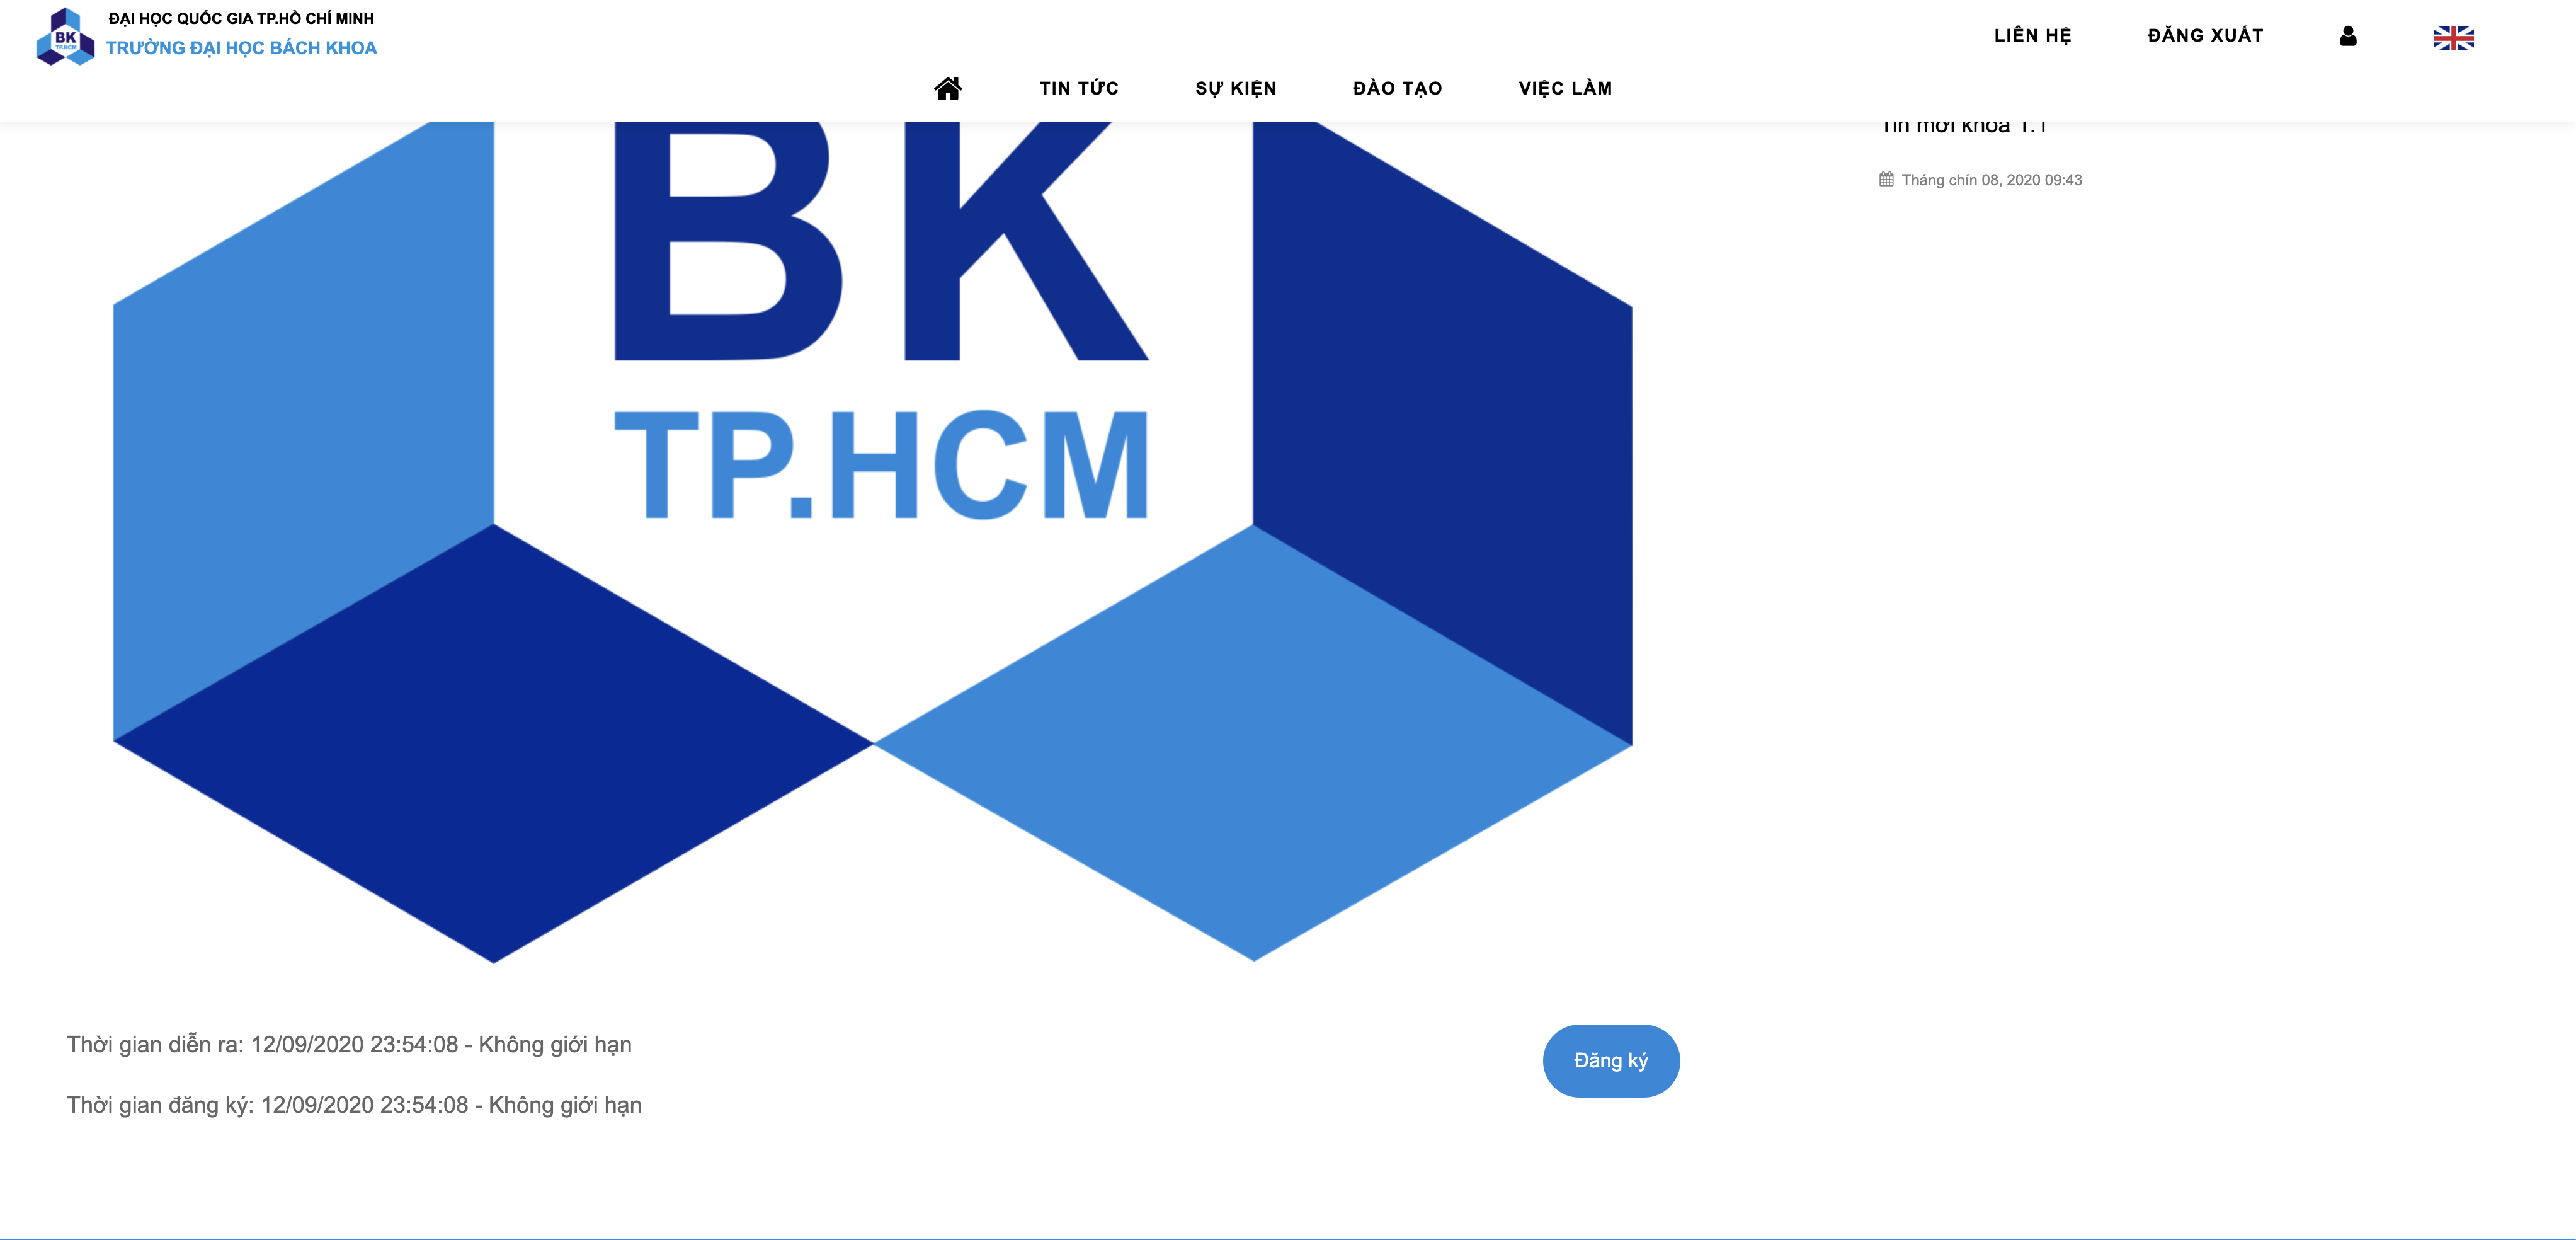 ĐẠI HỌC QUỐC GIA TP.HỒ CHÍ MINH
TRƯỜNG ĐẠI HỌC BÁCH KHOA
BK
TP.HCM
LIÊN HỆ
ĐĂNG XUẤT
TIN TỨC
SỰ KIỆN
ĐÀO TẠO
VIỆC LÀM
BK
TP.HCM
Tin mới khoa 1.1
Tháng chín 08, 2020 09:43
Thời gian diễn ra: 12/09/2020 23:54:08 - Không giới hạn
Thời gian đăng ký: 12/09/2020 23:54:08 - Không giới hạn
Đăng ký